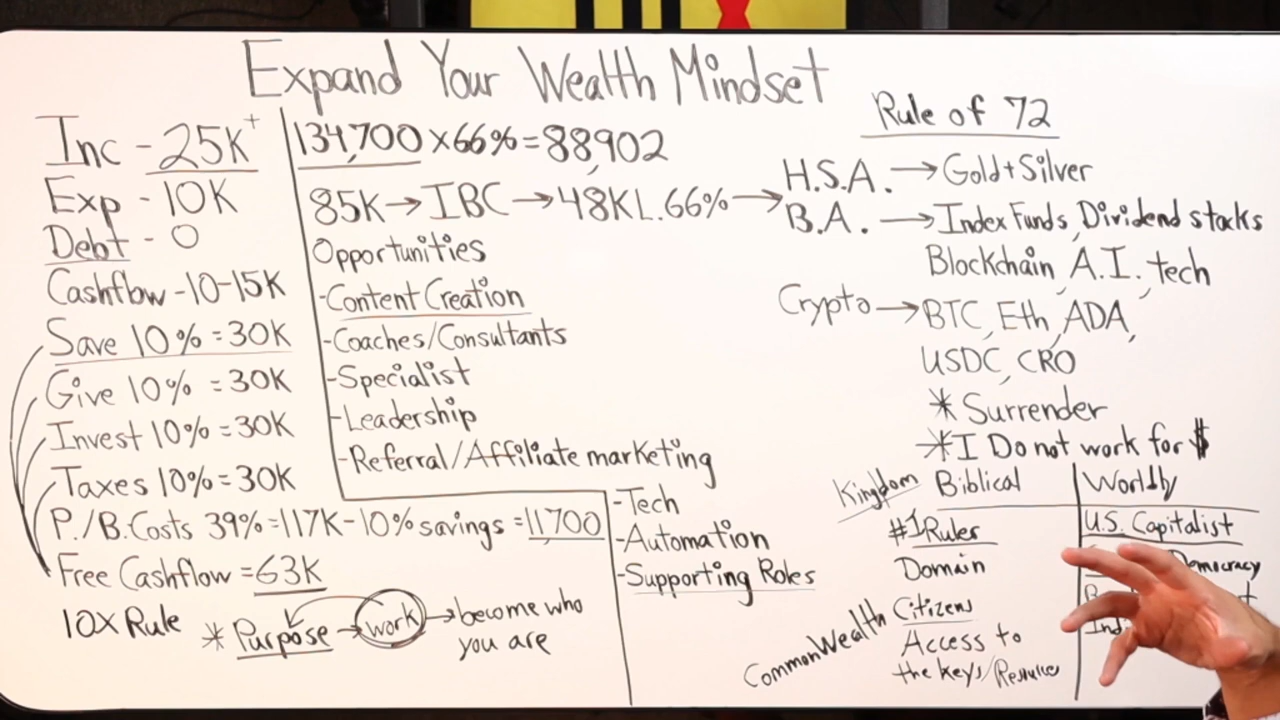 Expand Your Wealth Mindset
Inc - 25K+
Exp - 10K
Debt - 0
Cashflow - 10-15K
Save 10% = 30K
Give 10% = 30K
Invest 10% = 30K
Taxes 10% = 30K
P./B. Costs 39% = 117K - 10% savings = 11,700
Free Cashflow = 63K
10X Rule
* Purpose → work → become who
you are
134,700 x 66% = 88,902
85K → IBC → 48K L. 66% →
Opportunities
- Content Creation
- Coaches/Consultants
- Specialist
- Leadership
- Referral/Affiliate marketing
- Tech
- Automation
- Supporting Roles
Rule of 72
H.S.A. → Gold + Silver
B.A. → Index Funds, Dividend stocks
Blockchain, A.I., tech
Crypto → BTC, Eth, ADA,
USDC, CRO
* Surrender
* I Do not work for $
Kingdom
Biblical
#1 Ruler
Domain
Citizens
CommonWealth
Access to
the keys/Resources
Worldly
U.S. Capitalist
Democracy